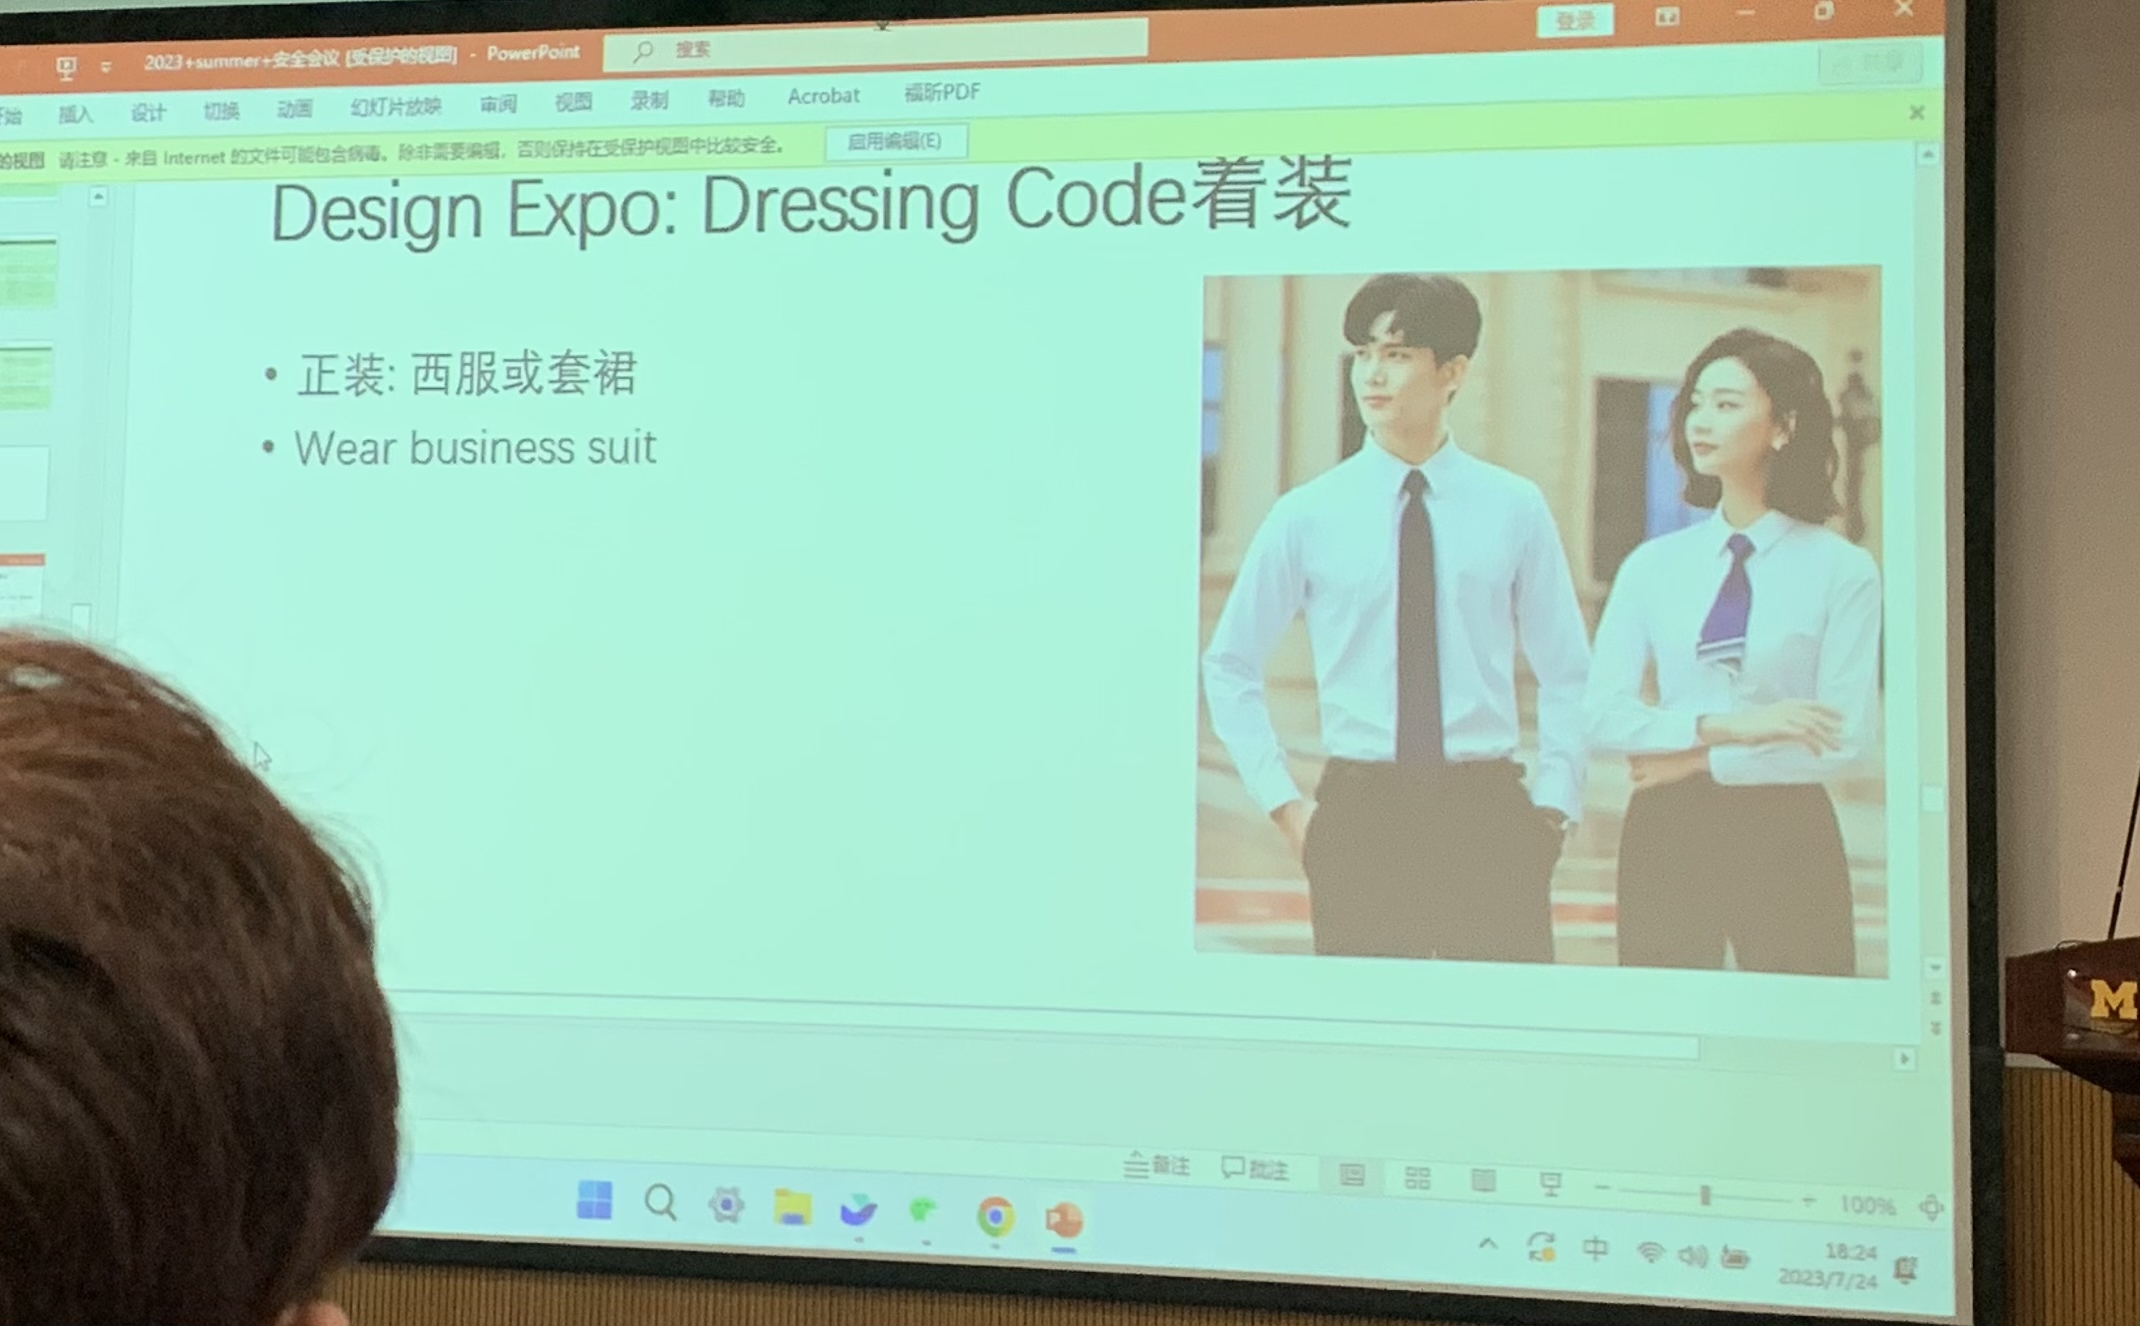 2023+summer+安全会议 [受保护的视图] - PowerPoint
搜索
登录
插入 设计 切换 动画 幻灯片放映 审阅 视图 录制 帮助 Acrobat 福昕PDF
的视图 请注意 - 来自 Internet 的文件可能包含病毒。除非需要编辑，否则保持在受保护视图中比较安全。 启用编辑(E)
Design Expo: Dressing Code着装
• 正装: 西服或套裙
• Wear business suit
M
备注 批注 100%
中 18:24
2023/7/24